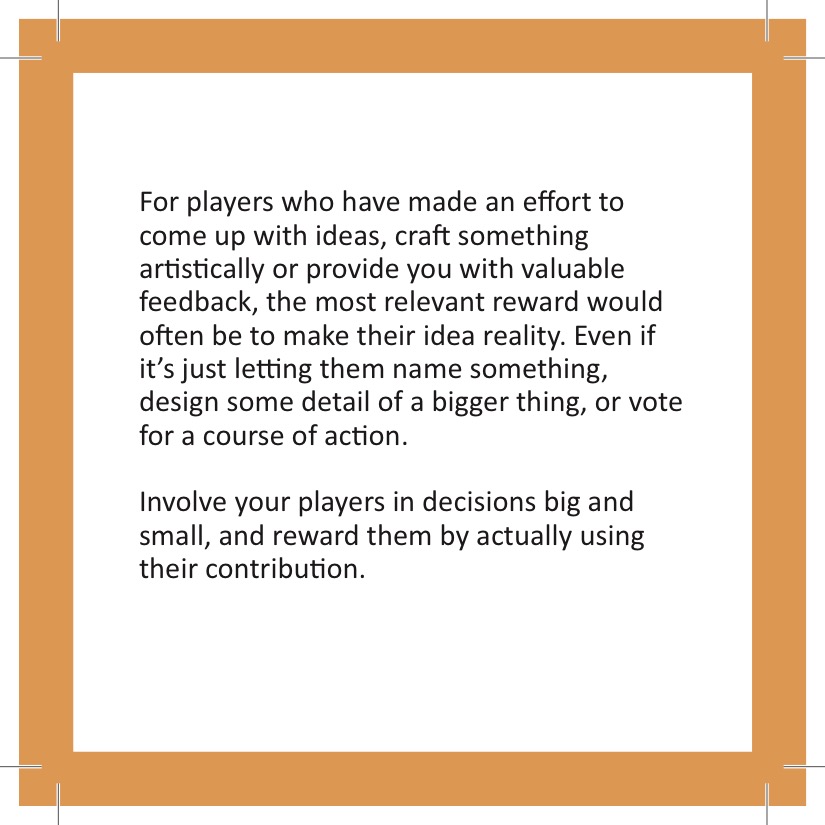 For players who have made an effort to
come up with ideas, craft something
artistically or provide you with valuable
feedback, the most relevant reward would
often be to make their idea reality. Even if
it’s just letting them name something,
design some detail of a bigger thing, or vote
for a course of action.
Involve your players in decisions big and
small, and reward them by actually using
their contribution.